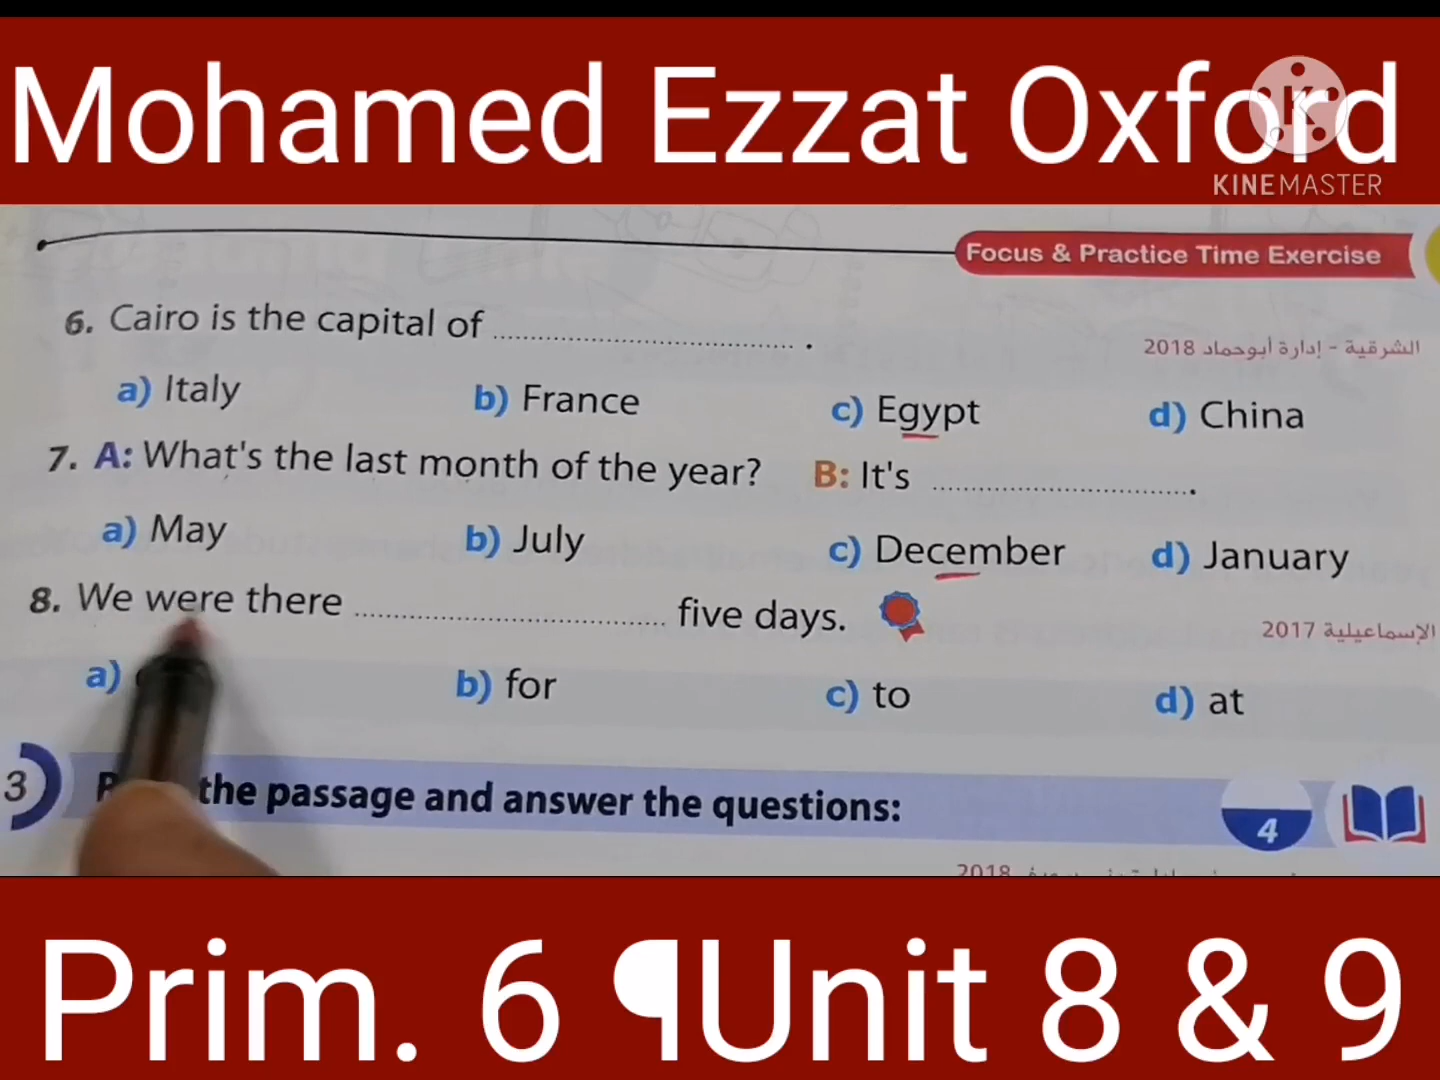 Mohamed Ezzat Oxford
KINEMASTER
Focus & Practice Time Exercise
6. Cairo is the capital of .
الشرقية - إدارة أبوحماد 2018
a) Italy b) France c) Egypt d) China
7. A: What's the last month of the year? B: It's .
a) May b) July c) December d) January
8. We were there five days.
الإسماعيلية 2017
a) b) for c) to d) at
3 the passage and answer the questions:
4
2018
Prim. 6 ¶Unit 8 & 9